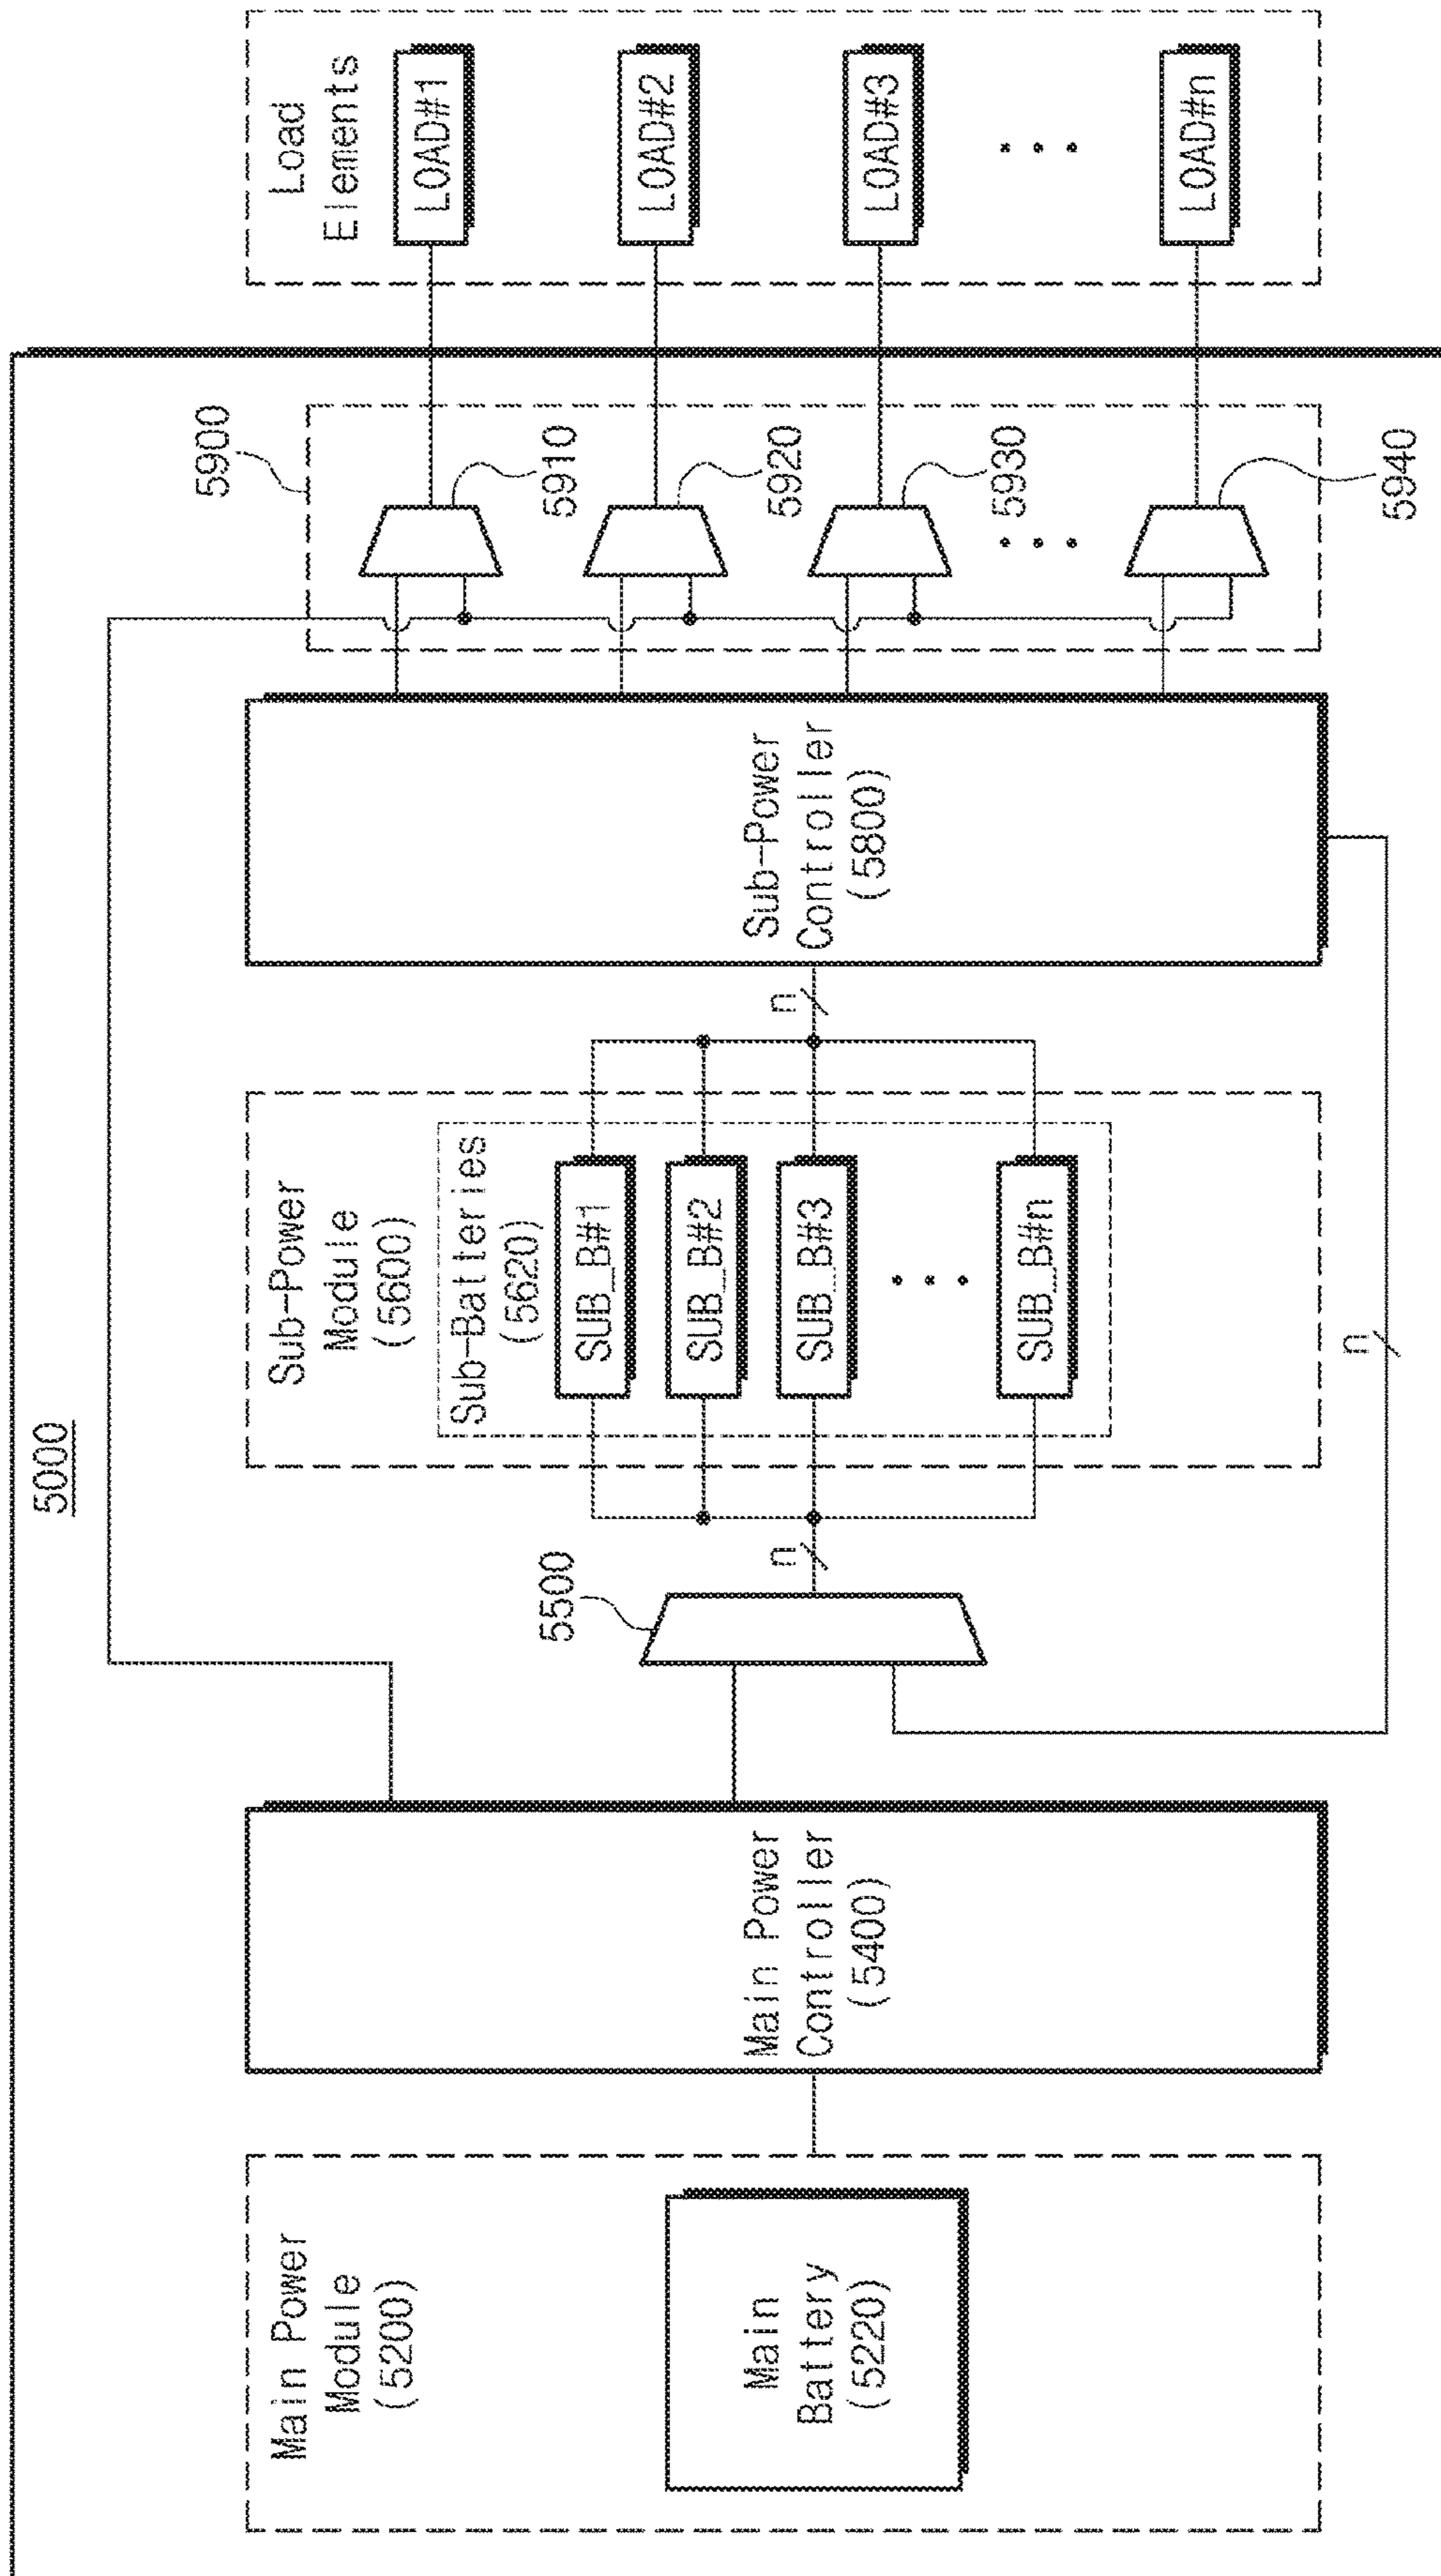 5000
Main Power
Module
(5200)
Main
Battery
(5220)
Main Power
Controller
(5400)
5500
n
Sub-Power
Module
(5600)
Sub-Batteries
(5620)
SUB_B#1
SUB_B#2
SUB_B#3
SUB_B#n
n
n
Sub-Power
Controller
(5800)
5900
5910
5920
5930
5940
Load
Elements
LOAD#1
LOAD#2
LOAD#3
LOAD#n